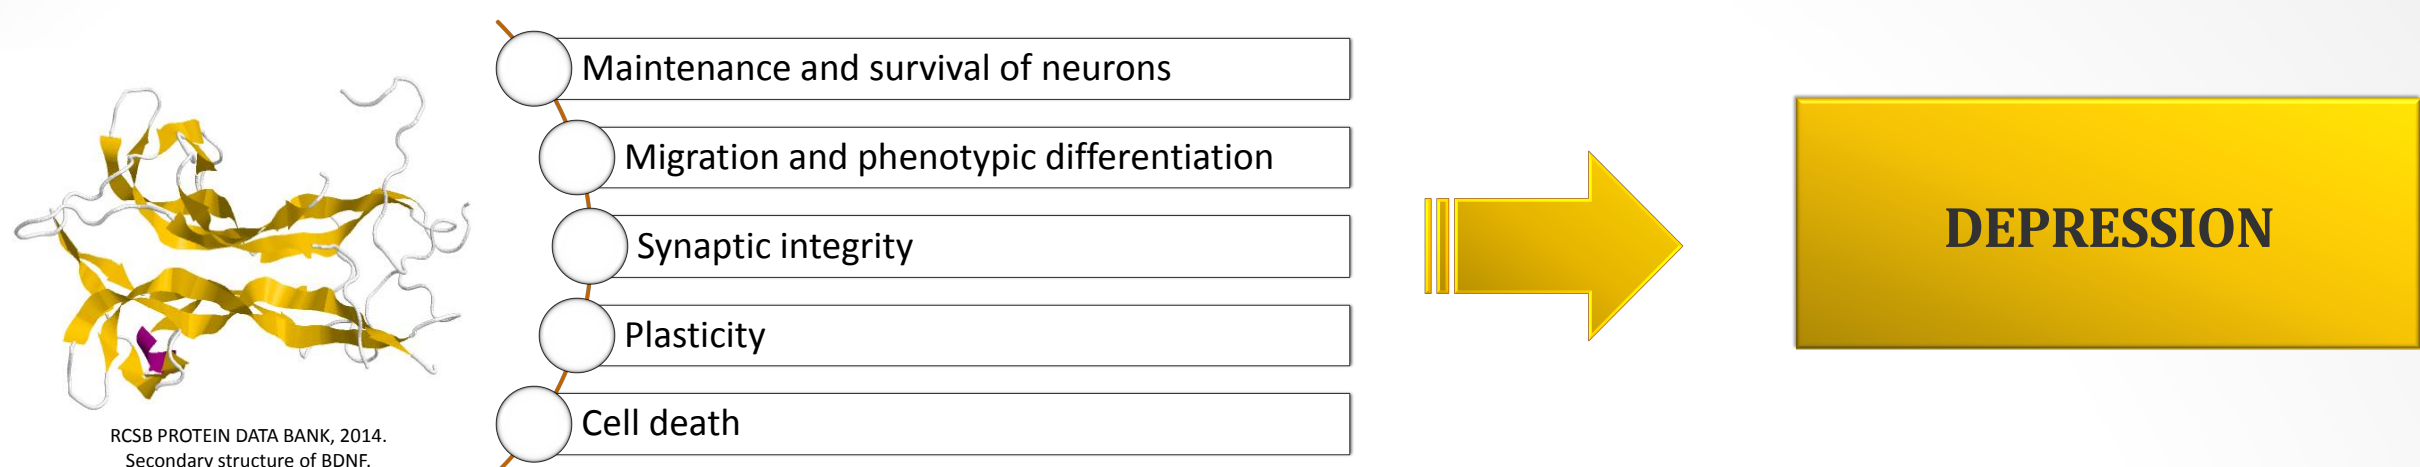 Maintenance and survival of neurons
Migration and phenotypic differentiation
Synaptic integrity
Plasticity
Cell death
RCSB PROTEIN DATA BANK, 2014.
Secondary structure of BDNF.
DEPRESSION